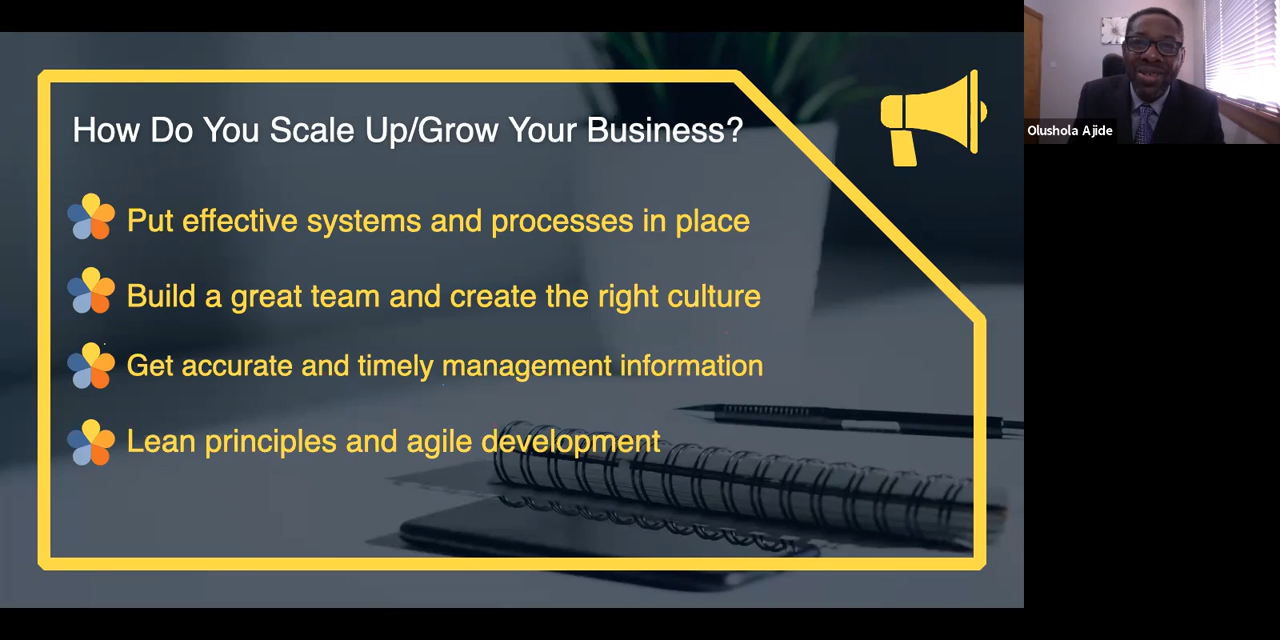 How Do You Scale Up/Grow Your Business?
Put effective systems and processes in place
Build a great team and create the right culture
Get accurate and timely management information
Lean principles and agile development
Olushola Ajide